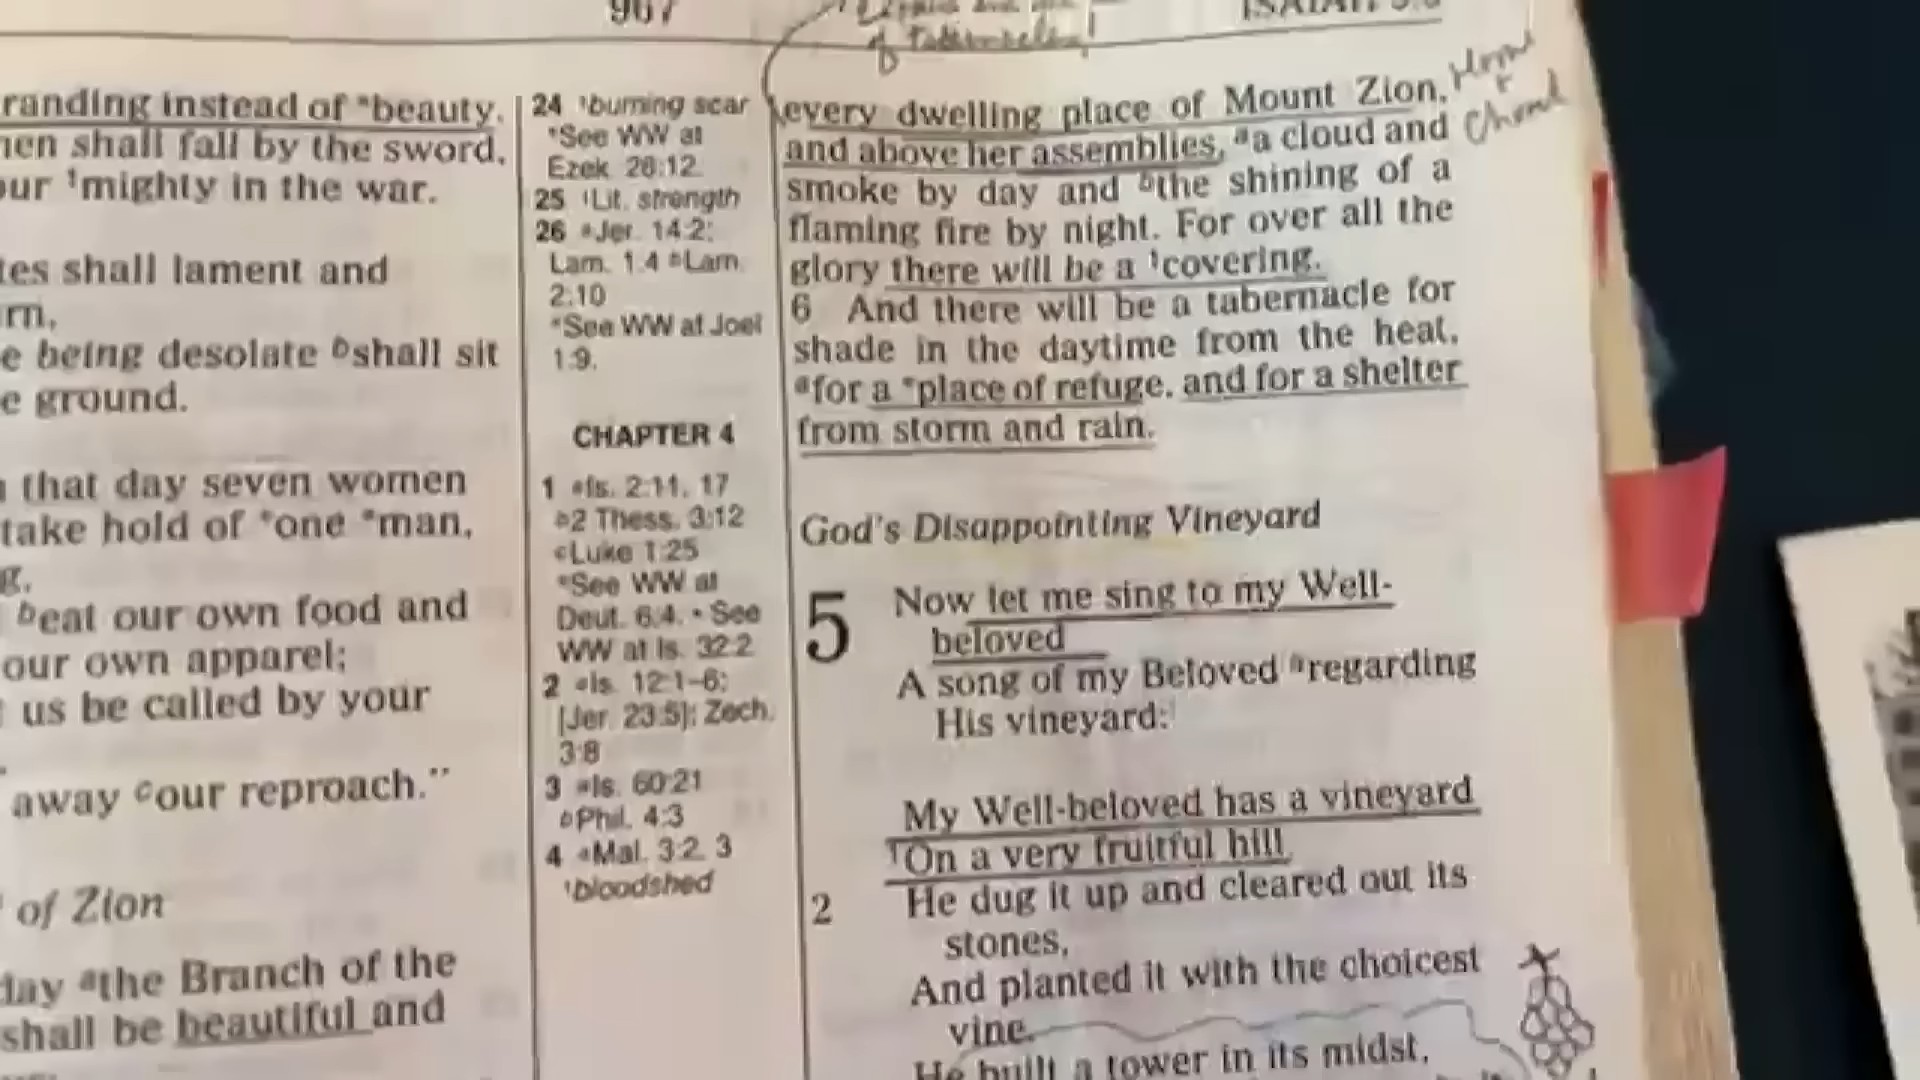 967
ISAIAH 5:6
of Tabernacles!
randing instead of *beauty.
nen shall fall by the sword,
our ¹mighty in the war.
tes shall lament and
rn,
e being desolate ᵇshall sit
e ground.
that day seven women
take hold of *one *man,
g,
ᵇeat our own food and
our own apparel;
us be called by your
away ᶜour reproach.”
of Zion
day ᵃthe Branch of the
shall be beautiful and
24 ¹burning scar
*See WW at
Ezek. 26:12.
25 ¹Lit. strength
26 ᵃJer. 14:2;
Lam. 1:4 ᵇLam.
2:10
*See WW at Joel
1:9.
CHAPTER 4
1 ᵃIs. 2:11, 17
ᵇ2 Thess. 3:12
ᶜLuke 1:25
*See WW at
Deut. 6:4. • See
WW at Is. 32:2
2 ᵃIs. 12:1–6;
[Jer. 23:5]; Zech.
3:8
3 ᵃIs. 60:21
ᵇPhil. 4:3
4 ᵃMal. 3:2, 3
¹bloodshed
every dwelling place of Mount Zion,
and above her assemblies, ᵃa cloud and
smoke by day and ᵇthe shining of a
flaming fire by night. For over all the
glory there will be a ¹covering.
6 And there will be a tabernacle for
shade in the daytime from the heat,
ᵃfor a *place of refuge, and for a shelter
from storm and rain.
God's Disappointing Vineyard
5 Now let me sing to my Well-
beloved
A song of my Beloved ᵃregarding
His vineyard:
My Well-beloved has a vineyard
¹On a very fruitful hill.
2 He dug it up and cleared out its
stones,
And planted it with the choicest
vine.
He built a tower in its midst,
Home
+
Church